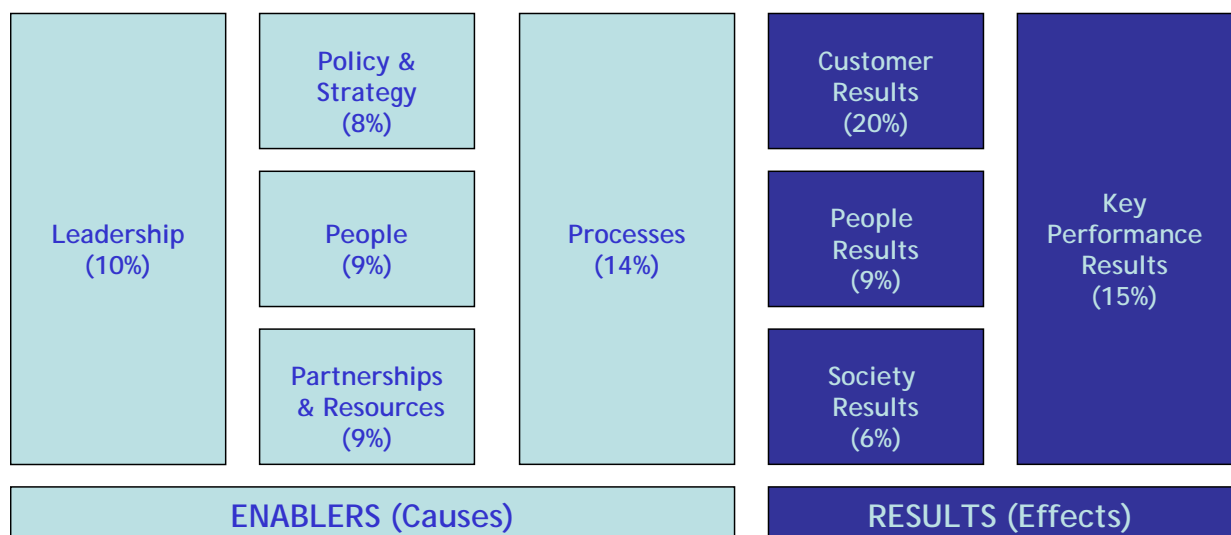 Leadership
(10%)
Policy &
Strategy
(8%)
People
(9%)
Partnerships
& Resources
(9%)
Processes
(14%)
Customer
Results
(20%)
People
Results
(9%)
Society
Results
(6%)
Key
Performance
Results
(15%)
ENABLERS (Causes)
RESULTS (Effects)